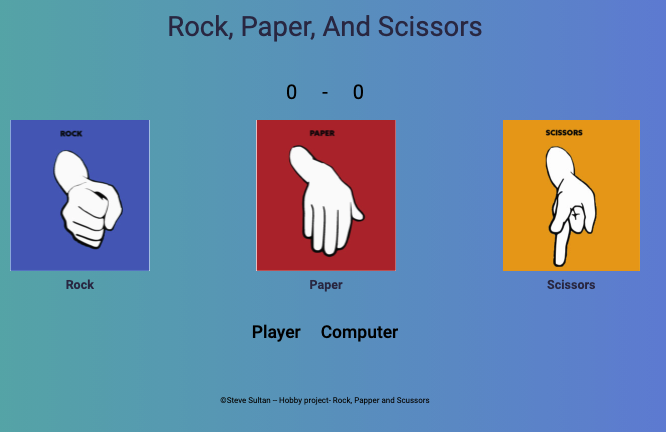 Rock, Paper, And Scissors
0 - 0
ROCK
PAPER
SCISSORS
Rock
Paper
Scissors
Player Computer
©Steve Sultan – Hobby project- Rock, Papper and Scussors